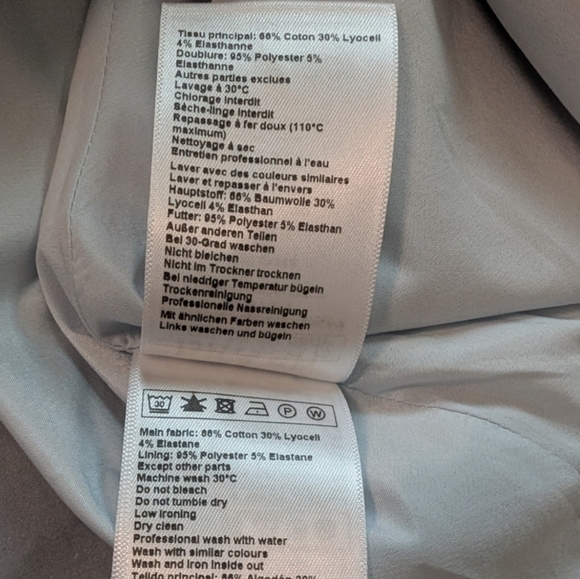 Tissu principal: 66% Coton 30% Lyocell
4% Elasthanne
Doublure: 95% Polyester 5%
Elasthanne
Autres parties exclues
Lavage à 30°C
Chlorage interdit
Sèche-linge interdit
Repassage à fer doux (110°C
maximum)
Nettoyage à sec
Entretien professionnel à l'eau
Laver avec des couleurs similaires
Laver et repasser à l'envers
Hauptstoff: 66% Baumwolle 30%
Lyocell 4% Elasthan
Futter: 95% Polyester 5% Elasthan
Außer anderen Teilen
Bei 30-Grad waschen
Nicht bleichen
Nicht im Trockner trocknen
Bei niedriger Temperatur bügeln
Trockenreinigung
Professionelle Nassreinigung
Mit ähnlichen Farben waschen
Links waschen und bügeln
30 P W
Main fabric: 66% Cotton 30% Lyocell
4% Elastane
Lining: 95% Polyester 5% Elastane
Except other parts
Machine wash 30°C
Do not bleach
Do not tumble dry
Low ironing
Dry clean
Professional wash with water
Wash with similar colours
Wash and iron inside out
Tejido principal: 66% Algodón 30%